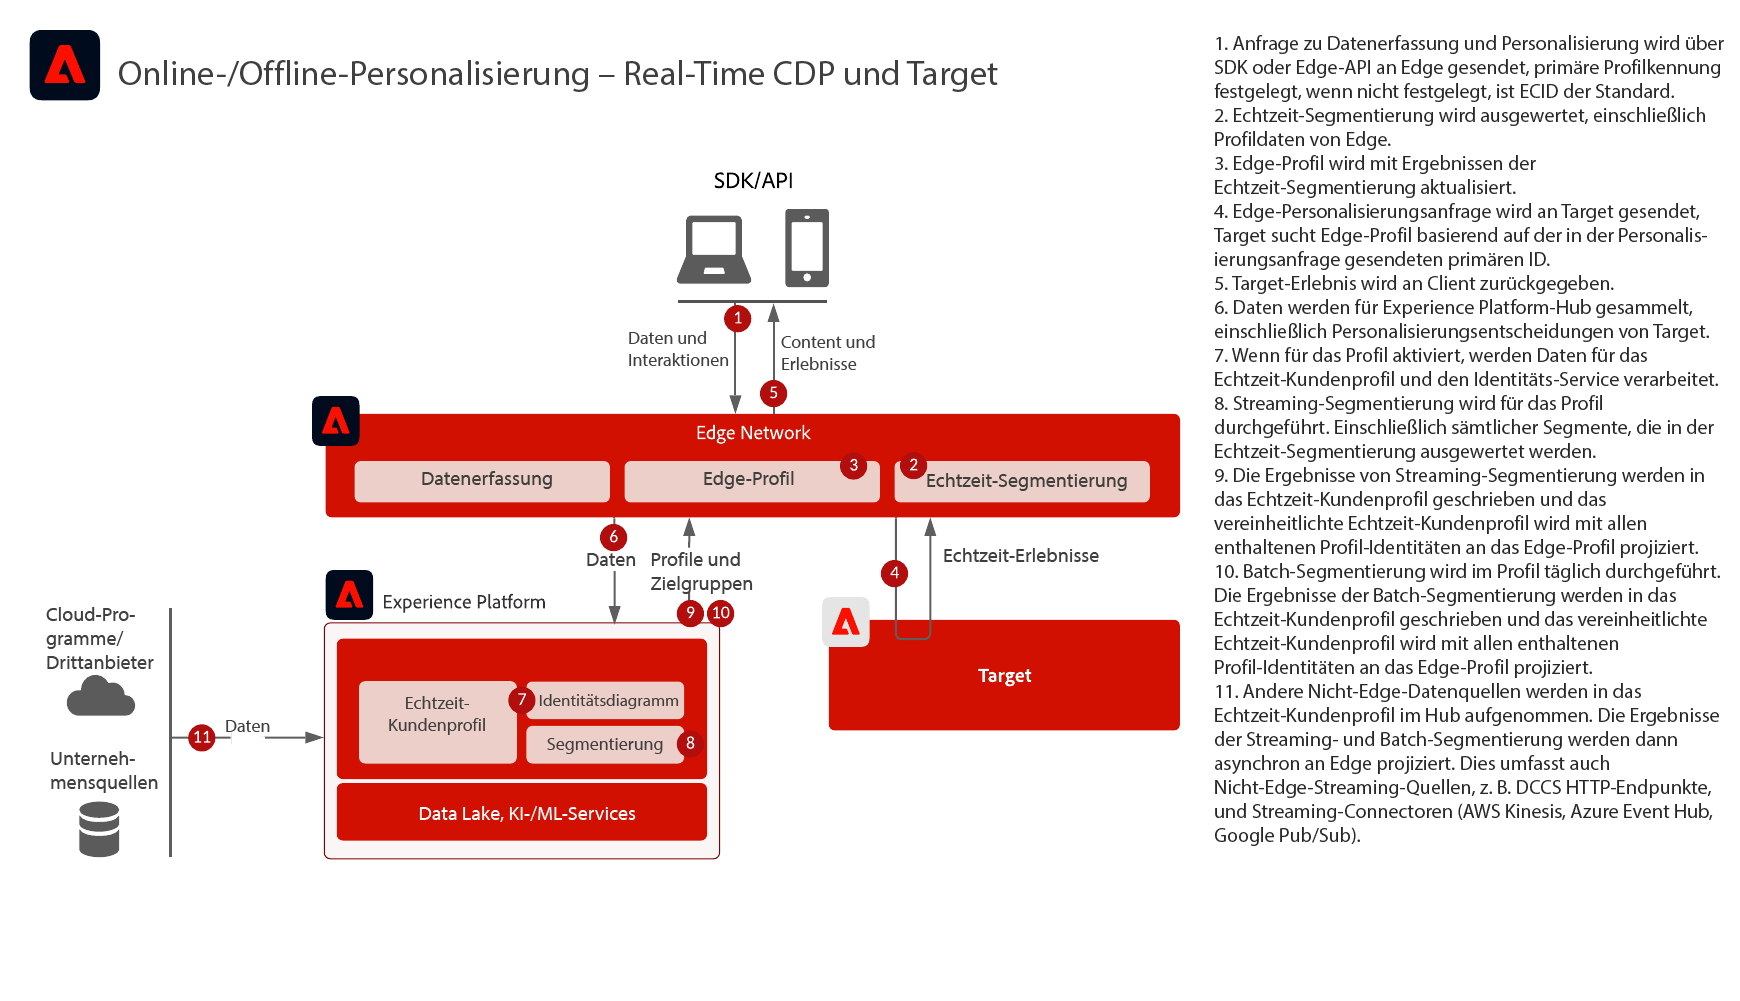 Online-/Offline-Personalisierung – Real-Time CDP und Target
SDK/API
1
Daten und
Interaktionen
Content und
Erlebnisse
5
Edge Network
Datenerfassung
Edge-Profil
3
2
Echtzeit-Segmentierung
6
Daten
Profile und
Zielgruppen
9
10
4
Echtzeit-Erlebnisse
Experience Platform
Cloud-Pro-
gramme/
Drittanbieter
Unterneh-
mensquellen
11
Daten
Echtzeit-
Kundenprofil
7
Identitätsdiagramm
Segmentierung
8
Data Lake, KI-/ML-Services
Target
1. Anfrage zu Datenerfassung und Personalisierung wird über
SDK oder Edge-API an Edge gesendet, primäre Profilkennung
festgelegt, wenn nicht festgelegt, ist ECID der Standard.
2. Echtzeit-Segmentierung wird ausgewertet, einschließlich
Profildaten von Edge.
3. Edge-Profil wird mit Ergebnissen der
Echtzeit-Segmentierung aktualisiert.
4. Edge-Personalisierungsanfrage wird an Target gesendet,
Target sucht Edge-Profil basierend auf der in der Personalis-
ierungsanfrage gesendeten primären ID.
5. Target-Erlebnis wird an Client zurückgegeben.
6. Daten werden für Experience Platform-Hub gesammelt,
einschließlich Personalisierungsentscheidungen von Target.
7. Wenn für das Profil aktiviert, werden Daten für das
Echtzeit-Kundenprofil und den Identitäts-Service verarbeitet.
8. Streaming-Segmentierung wird für das Profil
durchgeführt. Einschließlich sämtlicher Segmente, die in der
Echtzeit-Segmentierung ausgewertet werden.
9. Die Ergebnisse von Streaming-Segmentierung werden in
das Echtzeit-Kundenprofil geschrieben und das
vereinheitlichte Echtzeit-Kundenprofil wird mit allen
enthaltenen Profil-Identitäten an das Edge-Profil projiziert.
10. Batch-Segmentierung wird im Profil täglich durchgeführt.
Die Ergebnisse der Batch-Segmentierung werden in das
Echtzeit-Kundenprofil geschrieben und das vereinheitlichte
Echtzeit-Kundenprofil wird mit allen enthaltenen
Profil-Identitäten an das Edge-Profil projiziert.
11. Andere Nicht-Edge-Datenquellen werden in das
Echtzeit-Kundenprofil im Hub aufgenommen. Die Ergebnisse
der Streaming- und Batch-Segmentierung werden dann
asynchron an Edge projiziert. Dies umfasst auch
Nicht-Edge-Streaming-Quellen, z. B. DCCS HTTP-Endpunkte,
und Streaming-Connectoren (AWS Kinesis, Azure Event Hub,
Google Pub/Sub).